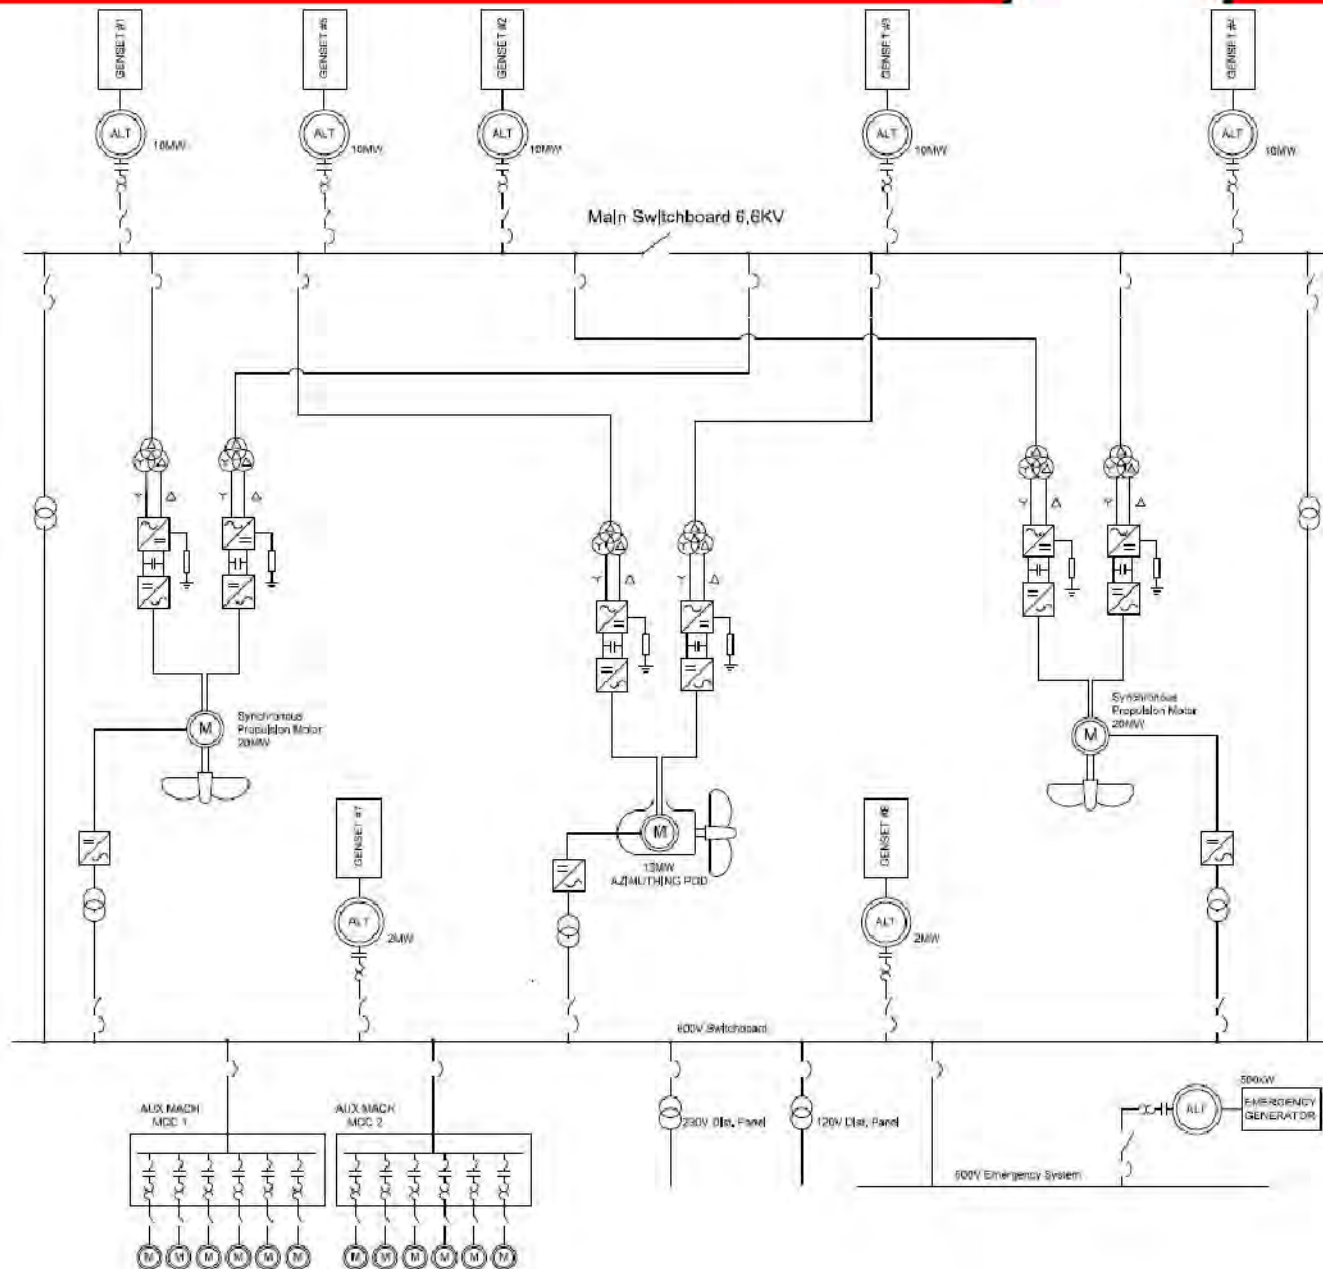 GENSET #1
GENSET #5
GENSET #2
GENSET #3
GENSET #4
ALT
10MW
ALT
10MW
ALT
10MW
ALT
10MW
ALT
10MW
Main Switchboard 6,6KV
M
Synchronous
Propulsion Motor
20MW
M
Synchronous
Propulsion Motor
20MW
GENSET #7
M
AZIMUTHING POD
ALT
2MW
ALT
2MW
600V Switchboard
AUX MACH
MCC 1
AUX MACH
MCC 2
230V Dist. Panel
120V Dist. Panel
500KW
ALT
EMERGENCY
GENERATOR
600V Emergency System
M M M M M M
M M M M M M